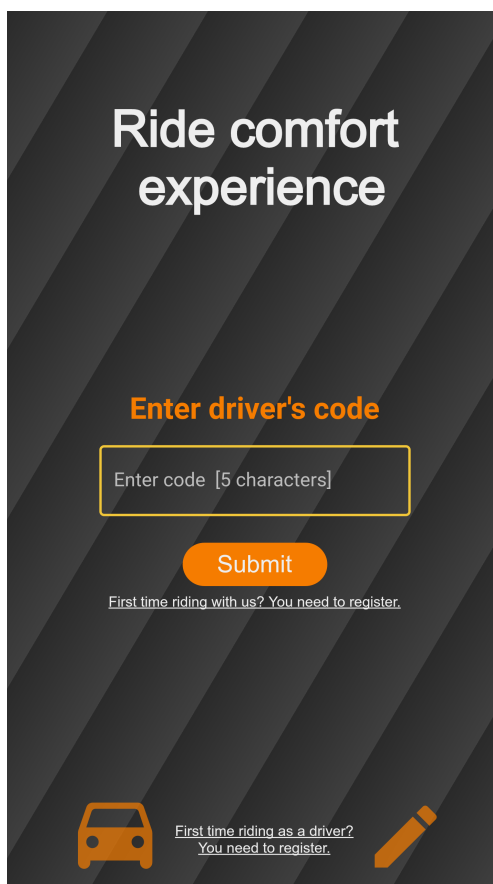 Ride comfort
experience
Enter driver's code
Enter code [5 characters]
Submit
First time riding with us? You need to register.
First time riding as a driver?
You need to register.